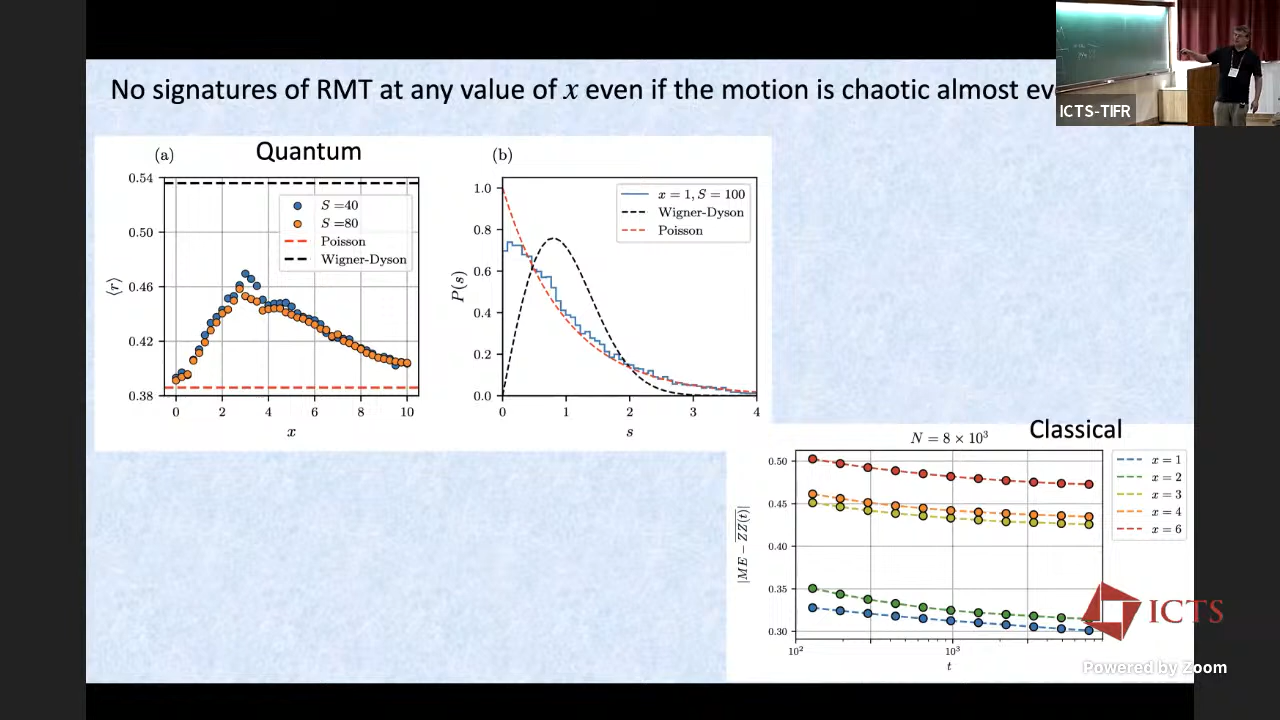 No signatures of RMT at any value of x even if the motion is chaotic almost ev
ICTS-TIFR
(a)
Quantum
(b)
0.54
0.50
0.46
0.42
0.38
⟨r⟩
S =40
S =80
Poisson
Wigner-Dyson
0
2
4
6
8
10
x
1.0
0.8
0.6
0.4
0.2
0.0
P(s)
x = 1, S = 100
Wigner-Dyson
Poisson
0
1
2
3
4
s
N = 8 × 10³
Classical
0.50
0.45
0.40
0.35
0.30
|ME − \overline{ZZ(t)}|
x = 1
x = 2
x = 3
x = 4
x = 6
10²
10³
t
ICTS
Powered by Zoom